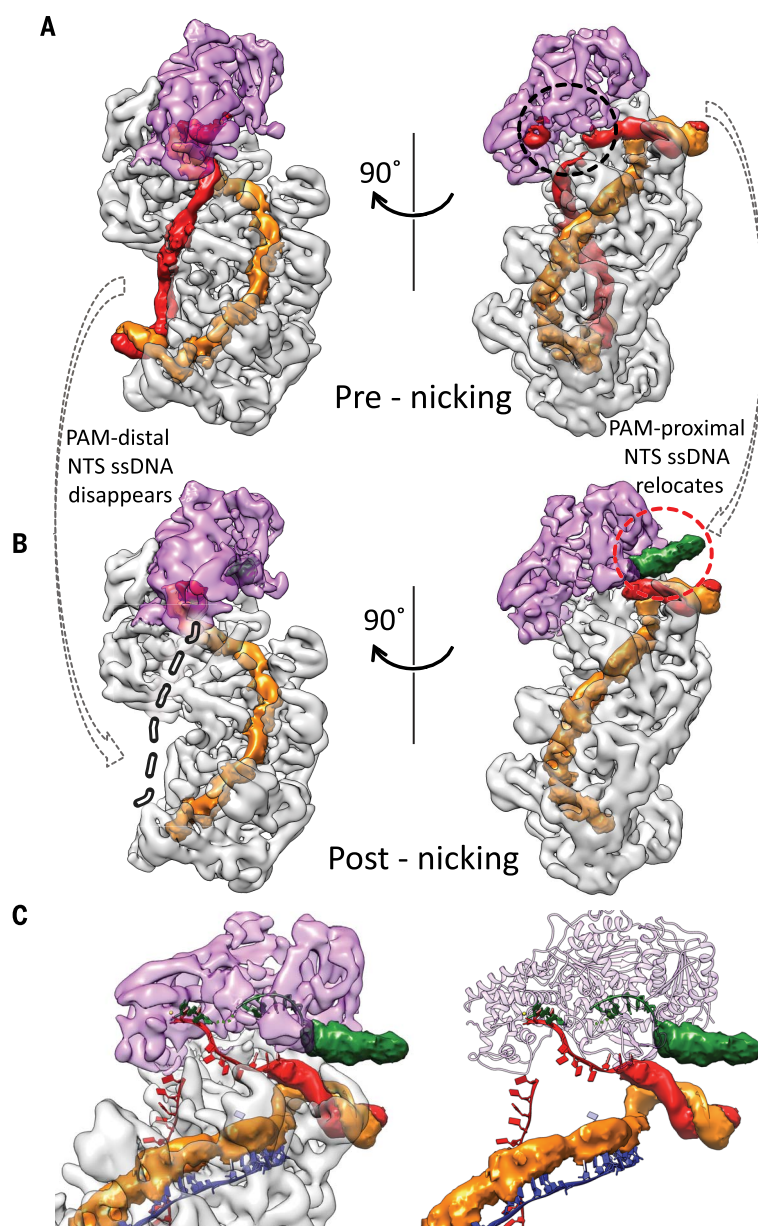 A
90°
Pre - nicking
PAM-distal
NTS ssDNA
disappears
PAM-proximal
NTS ssDNA
relocates
B
90°
Post - nicking
C